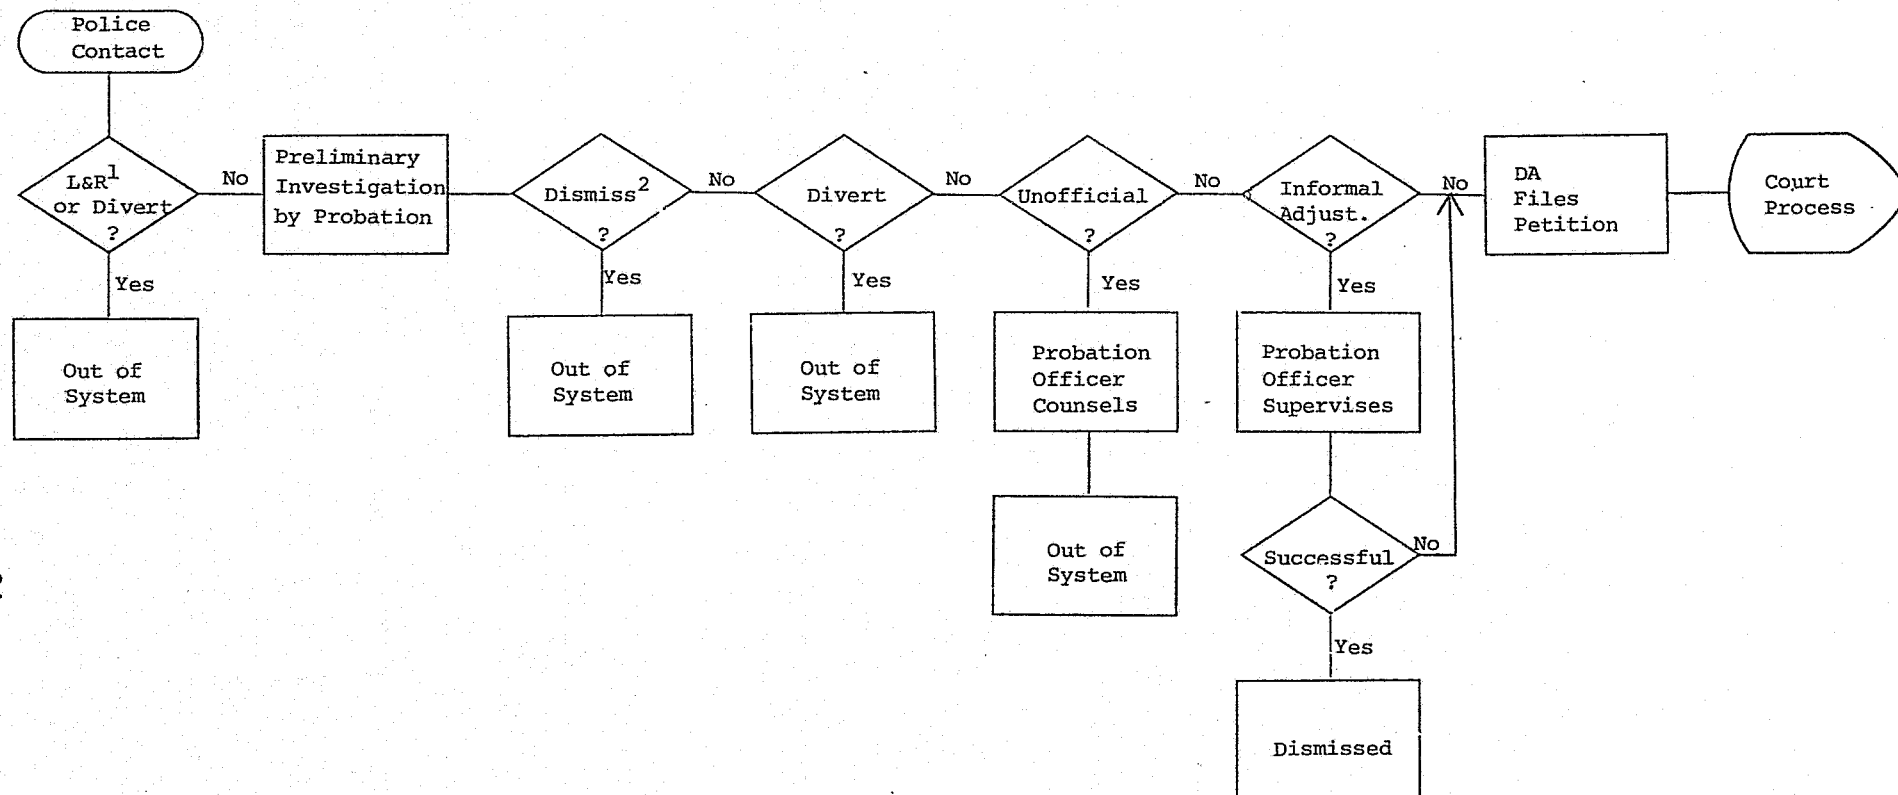 Police
Contact
L&R1
or Divert
?
No
Yes
Out of
System
Preliminary
Investigation
by Probation
Dismiss2
?
No
Yes
Out of
System
Divert
?
No
Yes
Out of
System
Unofficial
?
No
Yes
Probation
Officer
Counsels
Out of
System
Informal
Adjust.
?
No
Yes
Probation
Officer
Supervises
Successful
?
No
Yes
Dismissed
DA
Files
Petition
Court
Process